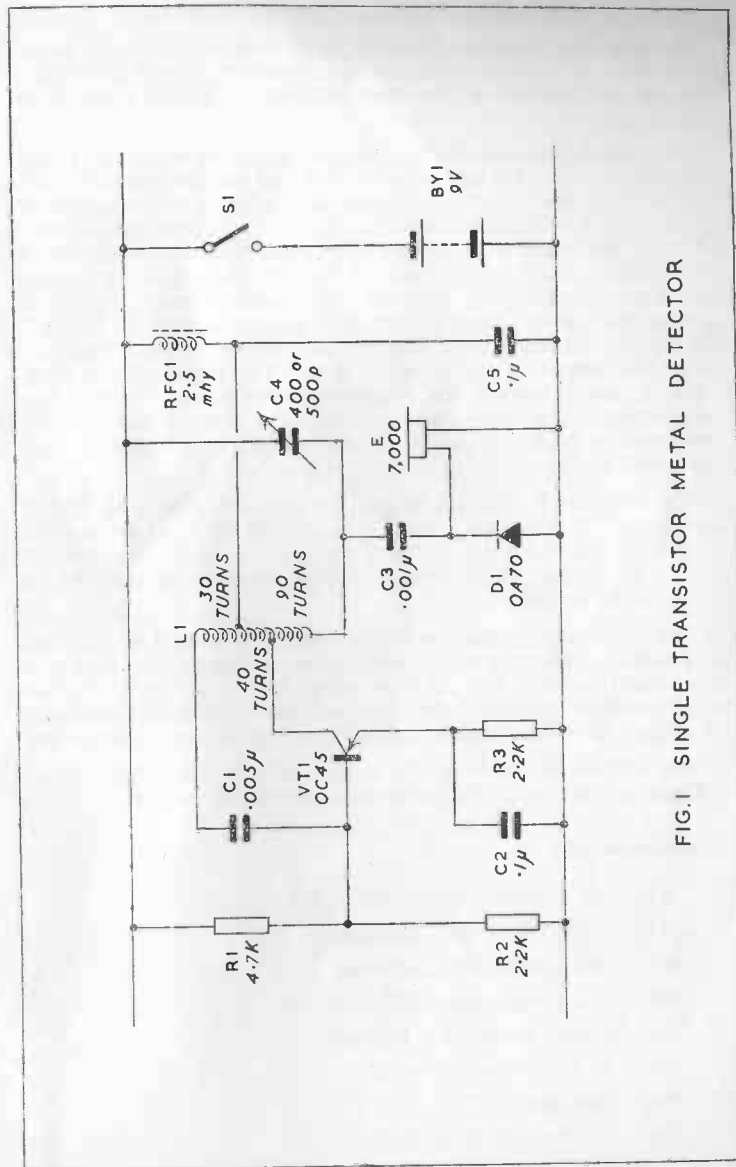 R1
4.7K
R2
2.2K
C1
.005µ
VT1
OC45
C2
.1µ
R3
2.2K
L1
30
TURNS
40
TURNS
90
TURNS
C3
.001µ
D1
OA70
RFC1
2.5
mhy
C4
400 or
500p
E
7,000
C5
.1µ
S1
BY1
9V
FIG.1 SINGLE TRANSISTOR METAL DETECTOR